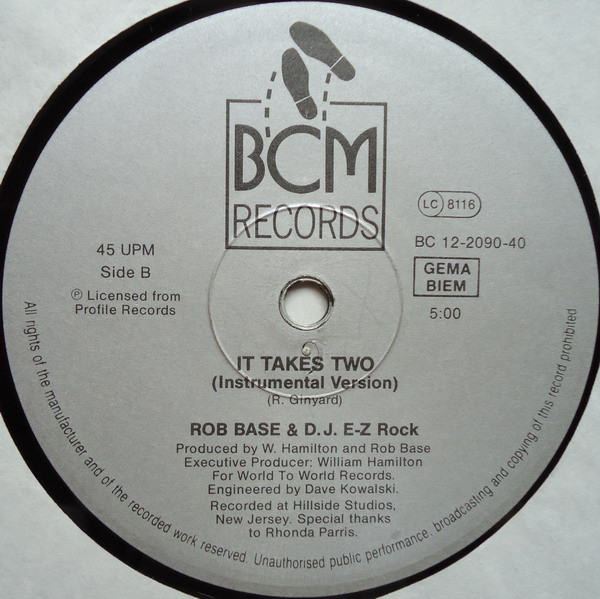 BCM
RECORDS
LC 8116
BC 12-2090-40
GEMA
BIEM
5:00
45 UPM
Side B
Ⓟ Licensed from
Profile Records
IT TAKES TWO
(Instrumental Version)
(R. Ginyard)
ROB BASE & D.J. E-Z Rock
Produced by W. Hamilton and Rob Base
Executive Producer: William Hamilton
For World To World Records.
Engineered by Dave Kowalski.
Recorded at Hillside Studios,
New Jersey. Special thanks
to Rhonda Parris.
All rights of the manufacturer and of the recorded work reserved. Unauthorised public performance, broadcasting and copying of this record prohibited